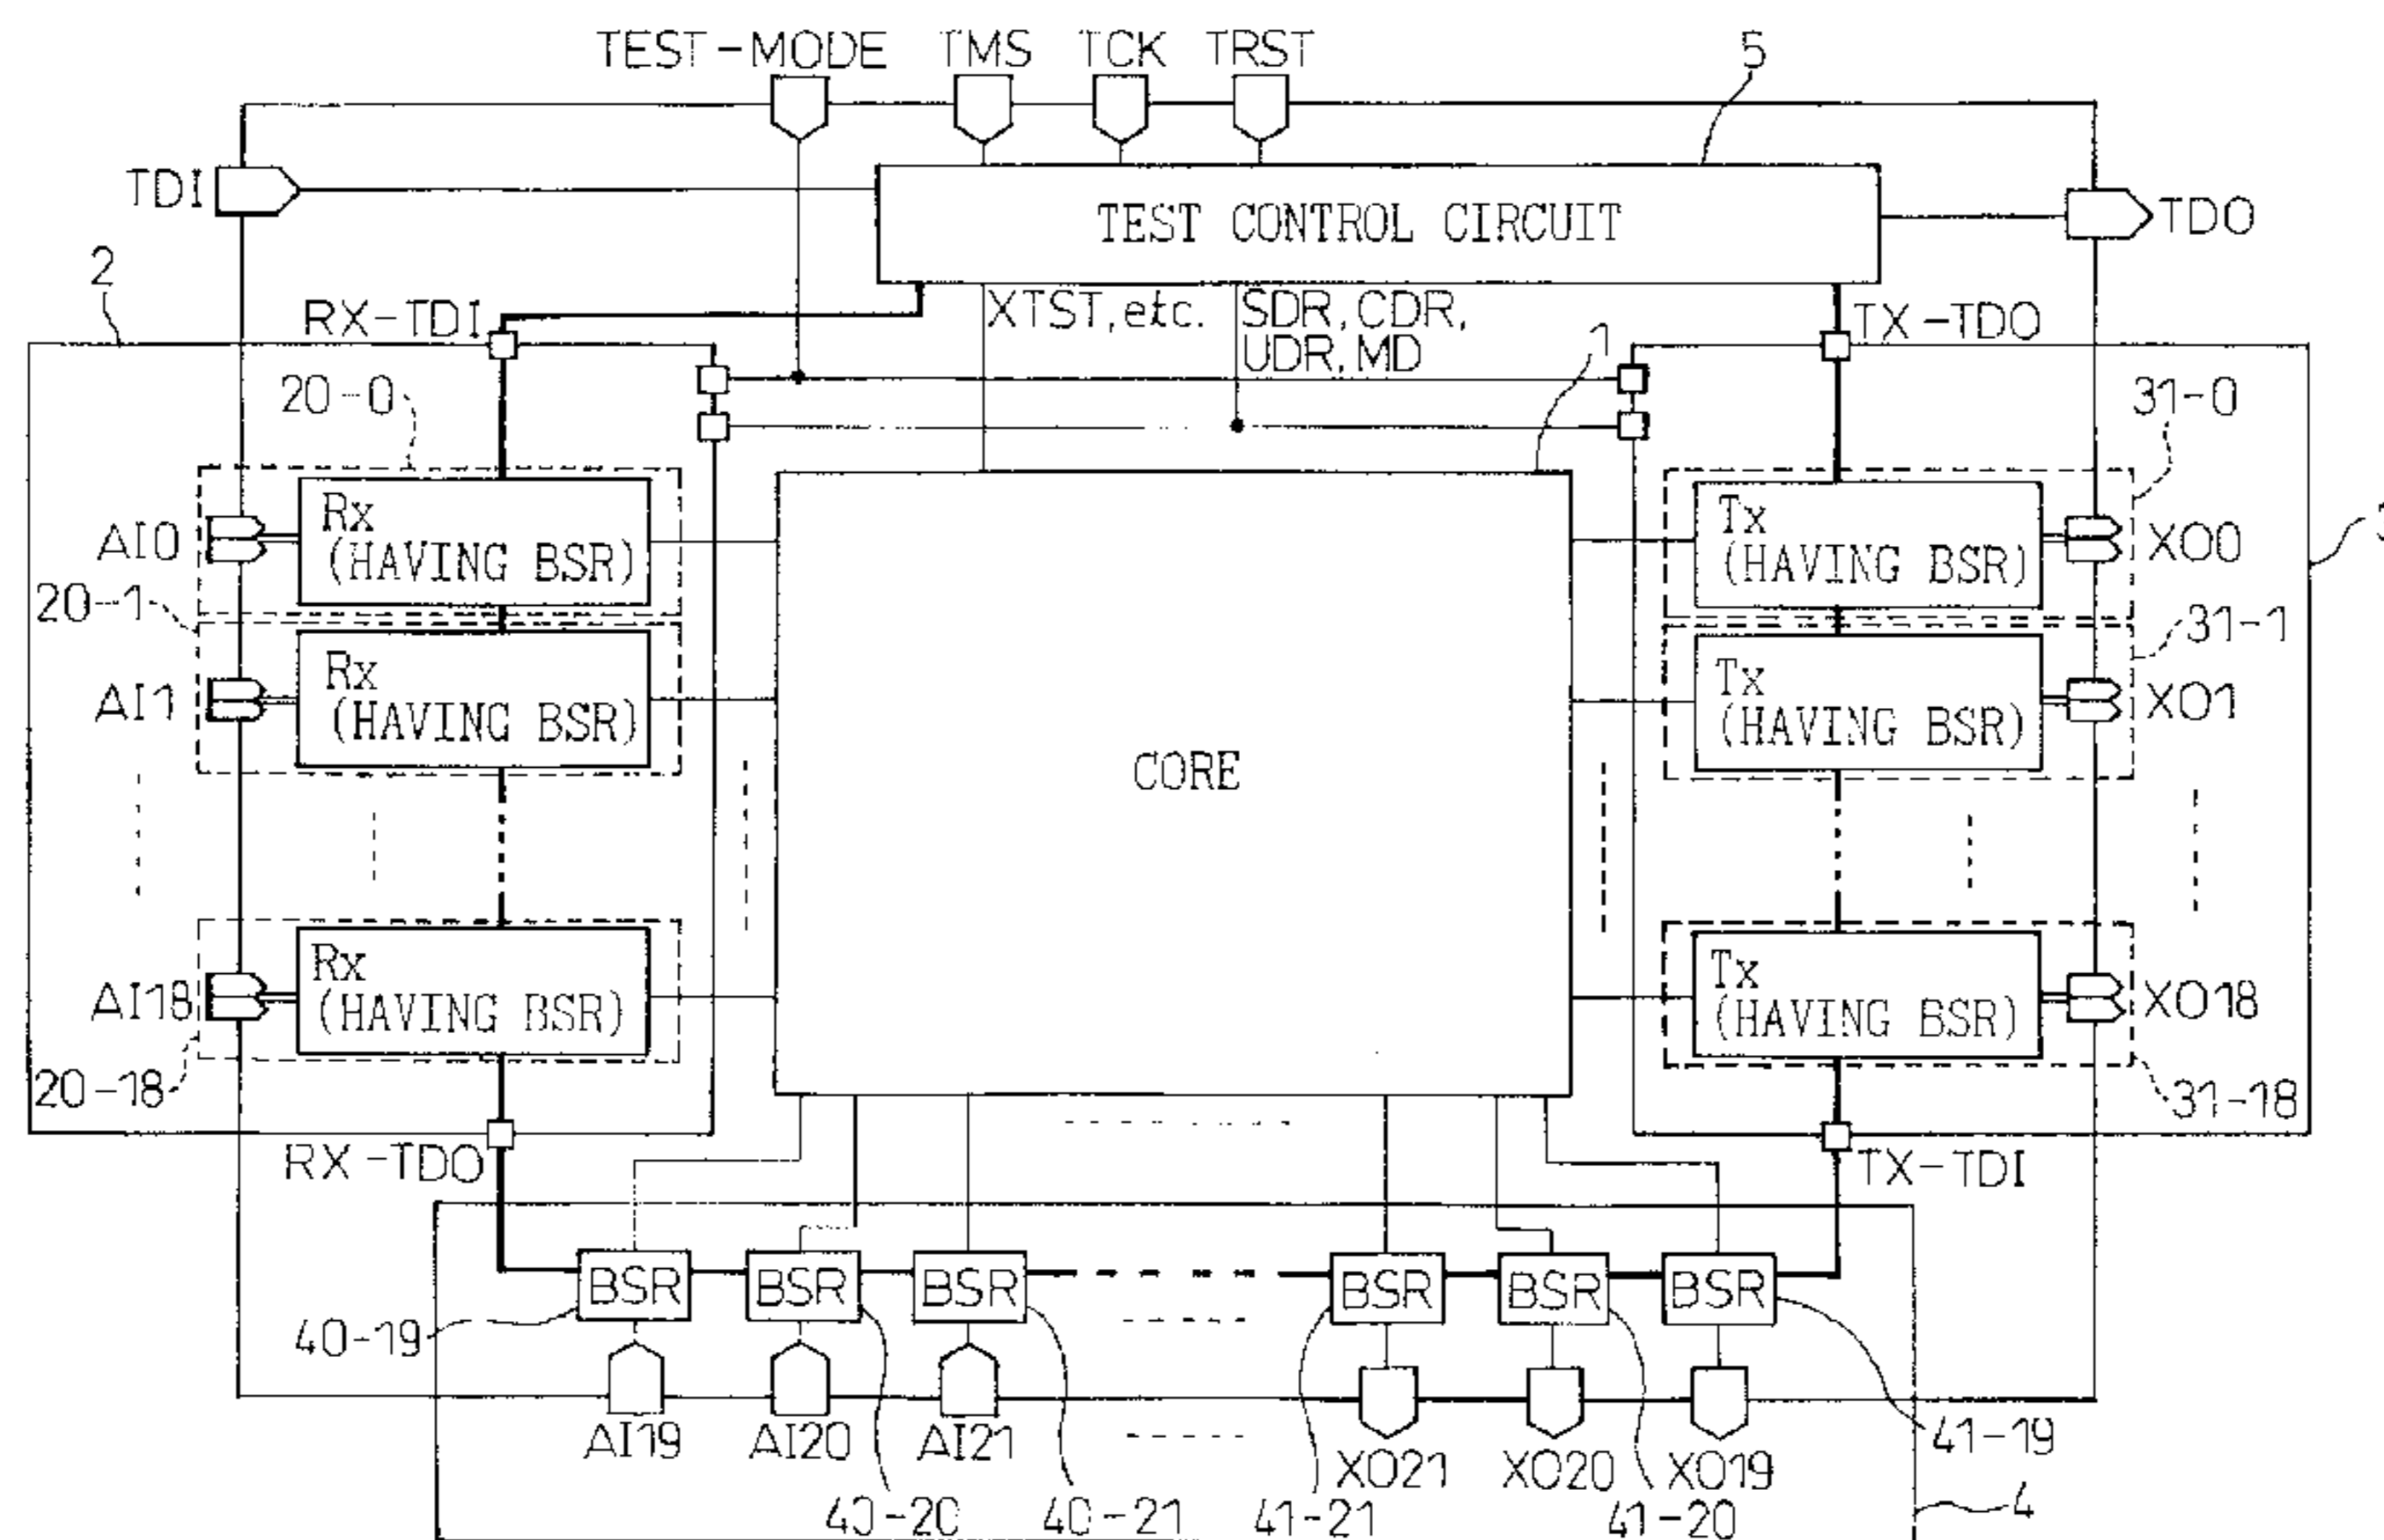 TEST-MODE TMS TCK TRST 5
TDI TEST CONTROL CIRCUIT TDO
2 RX-TDI XTST, etc. SDR, CDR, UDR, MD 1 TX-TDO
20-0 31-0
3
AI0 Rx (HAVING BSR) Tx (HAVING BSR) XO0
20-1 31-1
AI1 Rx (HAVING BSR) CORE Tx (HAVING BSR) XO1
AI18 Rx (HAVING BSR) Tx (HAVING BSR) XO18
20-18 31-18
RX-TDO TX-TDI
BSR BSR BSR BSR BSR BSR
40-19
AI19 AI20 AI21 XO21 XO20 XO19 41-19
40-20 40-21 41-21 41-20 4